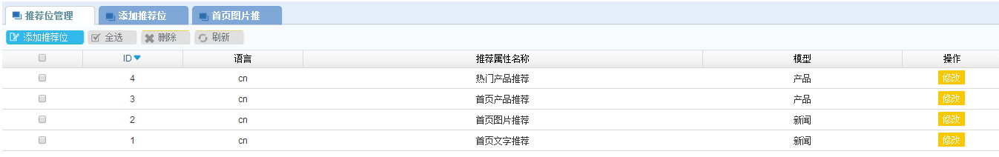 推荐位管理 添加推荐位 首页图片推
添加推荐位 全选 删除 刷新
ID 语言 推荐属性名称 模型 操作
4 cn 热门产品推荐 产品 修改
3 cn 首页产品推荐 产品 修改
2 cn 首页图片推荐 新闻 修改
1 cn 首页文字推荐 新闻 修改